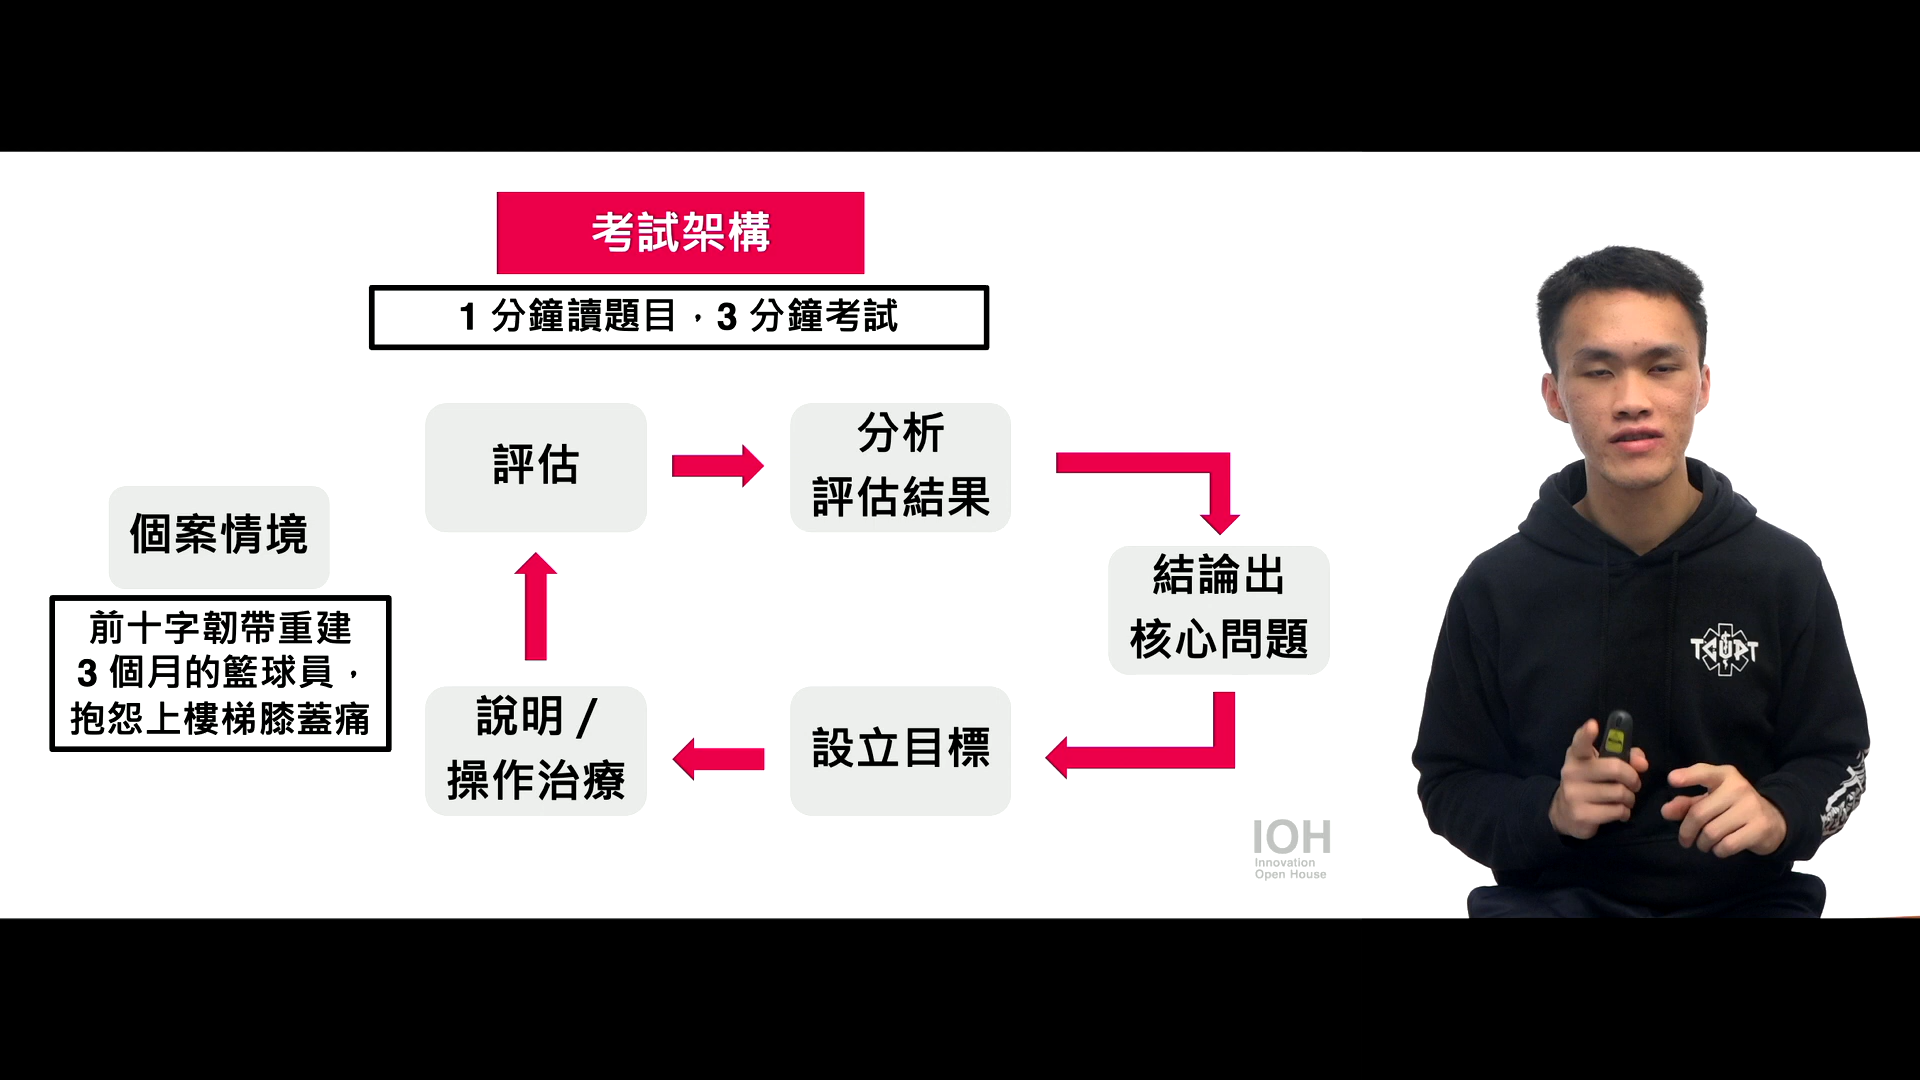 考試架構
1 分鐘讀題目，3 分鐘考試
個案情境
前十字韌帶重建
3 個月的籃球員，
抱怨上樓梯膝蓋痛
評估
分析
評估結果
結論出
核心問題
設立目標
說明 /
操作治療
IOH
Innovation
Open House
TCUPT